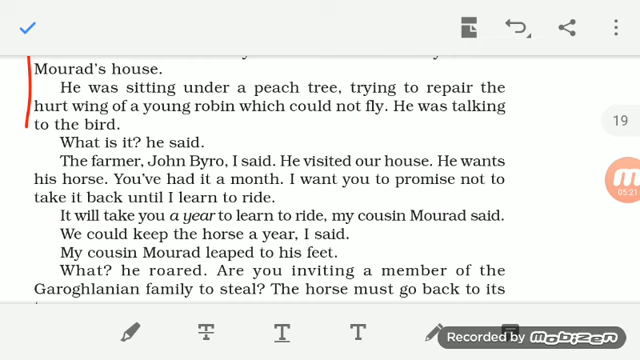 Mourad's house.
He was sitting under a peach tree, trying to repair the
hurt wing of a young robin which could not fly. He was talking
to the bird.
What is it? he said.
The farmer, John Byro, I said. He visited our house. He wants
his horse. You've had it a month. I want you to promise not to
take it back until I learn to ride.
It will take you a year to learn to ride, my cousin Mourad said.
We could keep the horse a year, I said.
My cousin Mourad leaped to his feet.
What? he roared. Are you inviting a member of the
Garoghlanian family to steal? The horse must go back to its
19
05:21
T T T
Recorded by mobizen